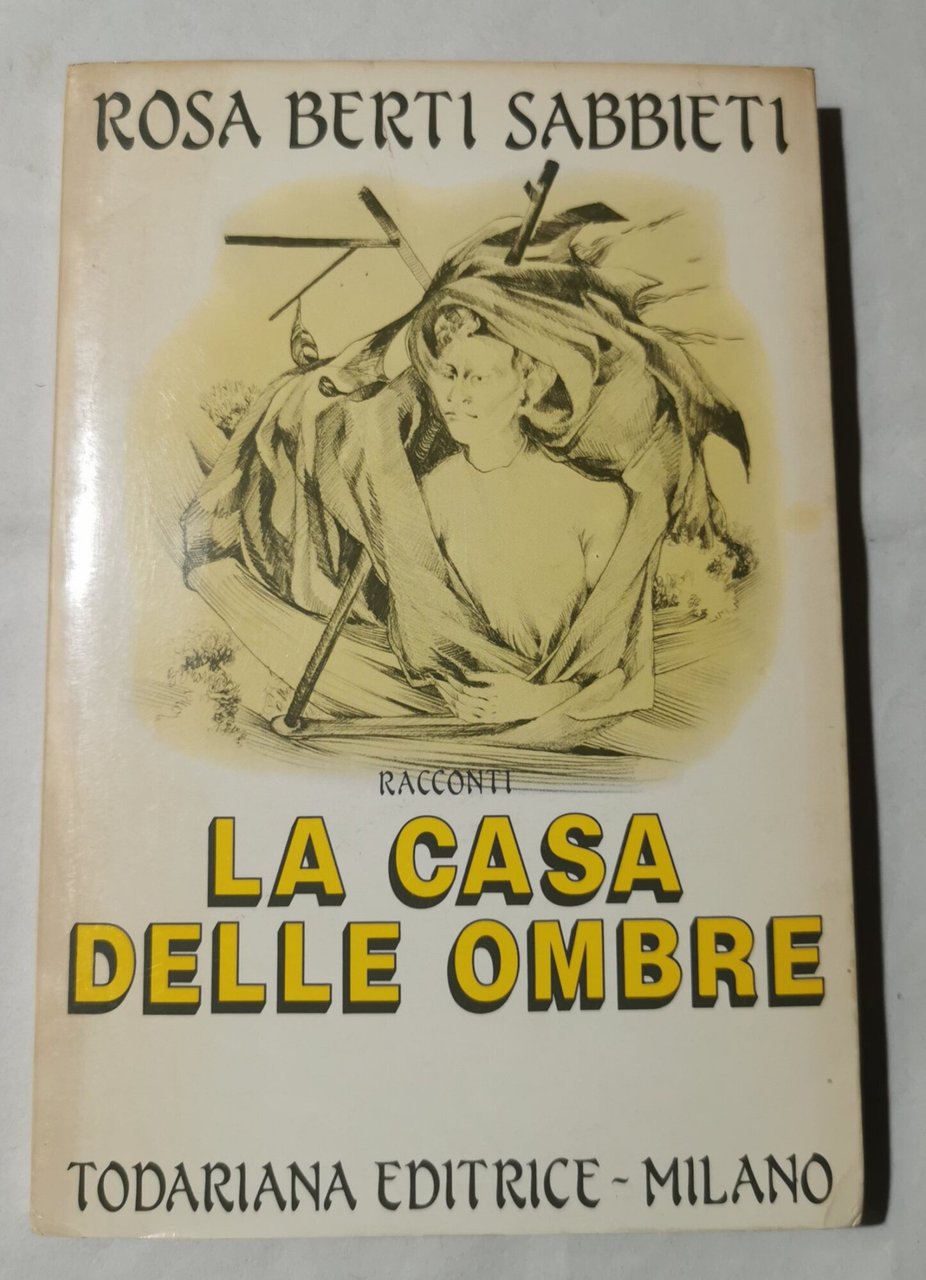 ROSA BERTI SABBIETI
RACCONTI
LA CASA
DELLE OMBRE
TODARIANA EDITRICE - MILANO